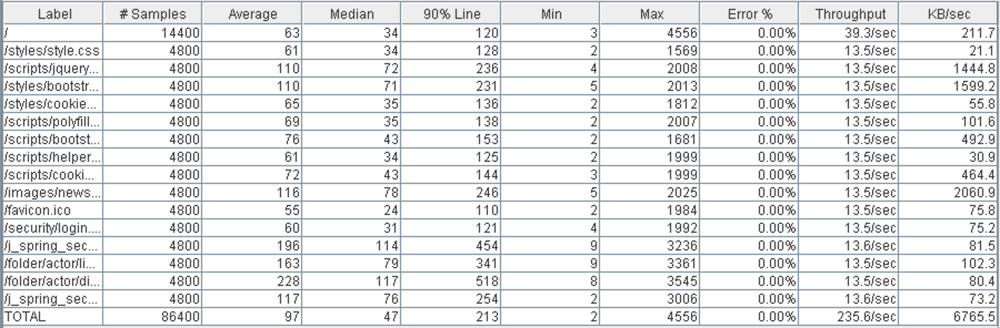 Label # Samples Average Median 90% Line Min Max Error % Throughput KB/sec
/ 14400 63 34 120 3 4556 0.00% 39.3/sec 211.7
/styles/style.css 4800 61 34 128 2 1569 0.00% 13.5/sec 21.1
/scripts/jquery... 4800 110 72 236 4 2008 0.00% 13.5/sec 1444.8
/styles/bootstr... 4800 110 71 231 5 2013 0.00% 13.5/sec 1599.2
/styles/cookie... 4800 65 35 136 2 1812 0.00% 13.5/sec 55.8
/scripts/polyfill... 4800 69 35 138 2 2007 0.00% 13.5/sec 101.6
/scripts/bootst... 4800 76 43 153 2 1681 0.00% 13.5/sec 492.9
/scripts/helper... 4800 61 34 125 2 1999 0.00% 13.5/sec 30.9
/scripts/cooki... 4800 72 43 144 3 1999 0.00% 13.5/sec 464.4
/images/news... 4800 116 78 246 5 2025 0.00% 13.5/sec 2060.9
/favicon.ico 4800 55 24 110 2 1984 0.00% 13.5/sec 75.8
/security/login.... 4800 60 31 121 4 1992 0.00% 13.5/sec 75.2
/j_spring_sec... 4800 196 114 454 9 3236 0.00% 13.6/sec 81.5
/folder/actor/li... 4800 163 79 341 9 3361 0.00% 13.5/sec 102.3
/folder/actor/di... 4800 228 117 518 8 3545 0.00% 13.5/sec 80.4
/j_spring_sec... 4800 117 76 254 2 3006 0.00% 13.6/sec 73.2
TOTAL 86400 97 47 213 2 4556 0.00% 235.6/sec 6765.5